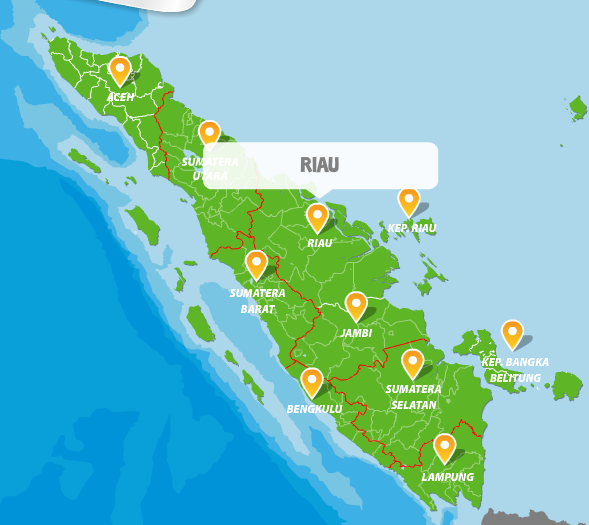 ACEH
SUMATERA
UTARA
RIAU
RIAU
KEP. RIAU
SUMATERA
BARAT
JAMBI
KEP. BANGKA
BELITUNG
SUMATERA
SELATAN
BENGKULU
LAMPUNG